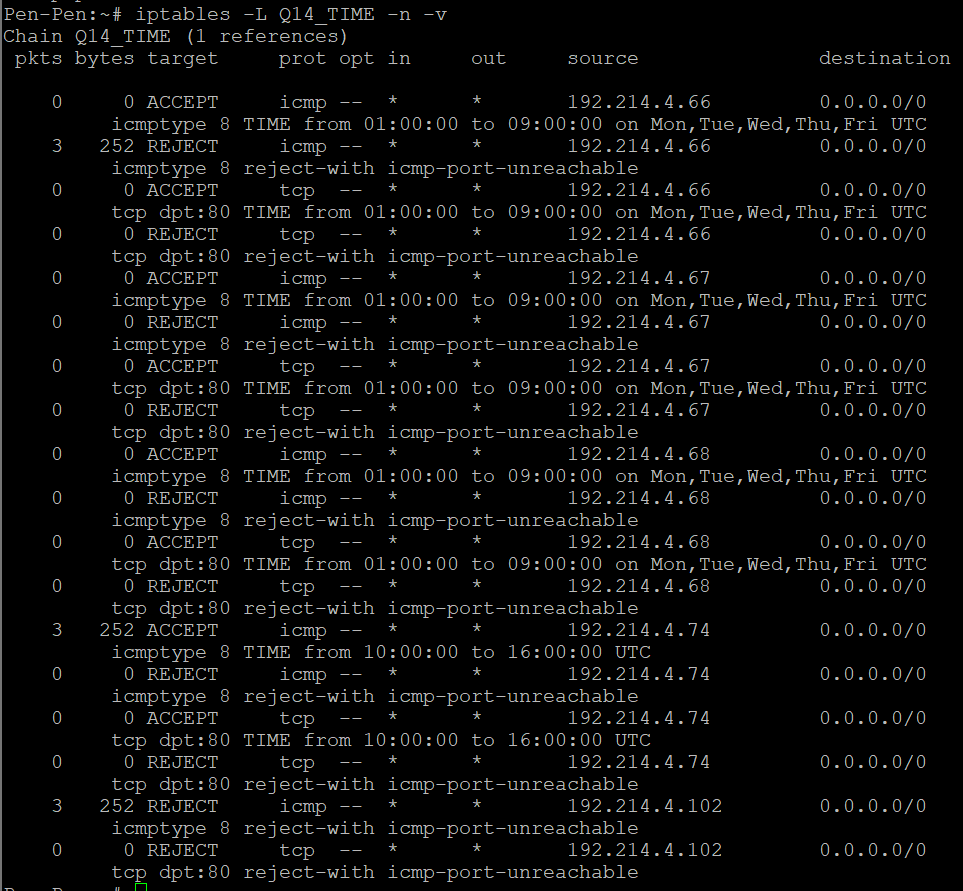 Pen-Pen:~# iptables -L Q14_TIME -n -v
Chain Q14_TIME (1 references)
 pkts bytes target     prot opt in     out     source               destination
    0     0 ACCEPT     icmp --  *      *       192.214.4.66         0.0.0.0/0
         icmptype 8 TIME from 01:00:00 to 09:00:00 on Mon,Tue,Wed,Thu,Fri UTC
    3   252 REJECT     icmp --  *      *       192.214.4.66         0.0.0.0/0
         icmptype 8 reject-with icmp-port-unreachable
    0     0 ACCEPT     tcp  --  *      *       192.214.4.66         0.0.0.0/0
         tcp dpt:80 TIME from 01:00:00 to 09:00:00 on Mon,Tue,Wed,Thu,Fri UTC
    0     0 REJECT     tcp  --  *      *       192.214.4.66         0.0.0.0/0
         tcp dpt:80 reject-with icmp-port-unreachable
    0     0 ACCEPT     icmp --  *      *       192.214.4.67         0.0.0.0/0
         icmptype 8 TIME from 01:00:00 to 09:00:00 on Mon,Tue,Wed,Thu,Fri UTC
    0     0 REJECT     icmp --  *      *       192.214.4.67         0.0.0.0/0
         icmptype 8 reject-with icmp-port-unreachable
    0     0 ACCEPT     tcp  --  *      *       192.214.4.67         0.0.0.0/0
         tcp dpt:80 TIME from 01:00:00 to 09:00:00 on Mon,Tue,Wed,Thu,Fri UTC
    0     0 REJECT     tcp  --  *      *       192.214.4.67         0.0.0.0/0
         tcp dpt:80 reject-with icmp-port-unreachable
    0     0 ACCEPT     icmp --  *      *       192.214.4.68         0.0.0.0/0
         icmptype 8 TIME from 01:00:00 to 09:00:00 on Mon,Tue,Wed,Thu,Fri UTC
    0     0 REJECT     icmp --  *      *       192.214.4.68         0.0.0.0/0
         icmptype 8 reject-with icmp-port-unreachable
    0     0 ACCEPT     tcp  --  *      *       192.214.4.68         0.0.0.0/0
         tcp dpt:80 TIME from 01:00:00 to 09:00:00 on Mon,Tue,Wed,Thu,Fri UTC
    0     0 REJECT     tcp  --  *      *       192.214.4.68         0.0.0.0/0
         tcp dpt:80 reject-with icmp-port-unreachable
    3   252 ACCEPT     icmp --  *      *       192.214.4.74         0.0.0.0/0
         icmptype 8 TIME from 10:00:00 to 16:00:00 UTC
    0     0 REJECT     icmp --  *      *       192.214.4.74         0.0.0.0/0
         icmptype 8 reject-with icmp-port-unreachable
    0     0 ACCEPT     tcp  --  *      *       192.214.4.74         0.0.0.0/0
         tcp dpt:80 TIME from 10:00:00 to 16:00:00 UTC
    0     0 REJECT     tcp  --  *      *       192.214.4.74         0.0.0.0/0
         tcp dpt:80 reject-with icmp-port-unreachable
    3   252 REJECT     icmp --  *      *       192.214.4.102        0.0.0.0/0
         icmptype 8 reject-with icmp-port-unreachable
    0     0 REJECT     tcp  --  *      *       192.214.4.102        0.0.0.0/0
         tcp dpt:80 reject-with icmp-port-unreachable